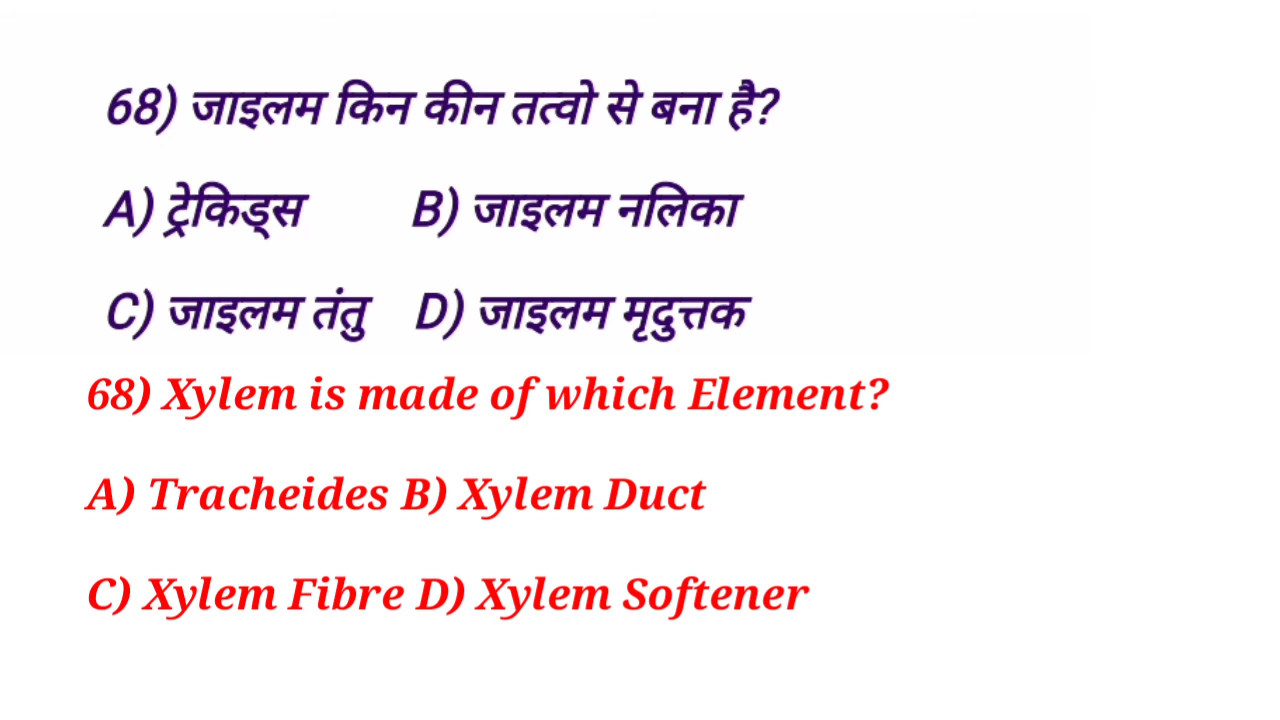 68) जाइलम किन कीन तत्वो से बना है?
A) ट्रेकिड्स B) जाइलम नलिका
C) जाइलम तंतु D) जाइलम मृदुत्तक
68) Xylem is made of which Element?
A) Tracheides B) Xylem Duct
C) Xylem Fibre D) Xylem Softener